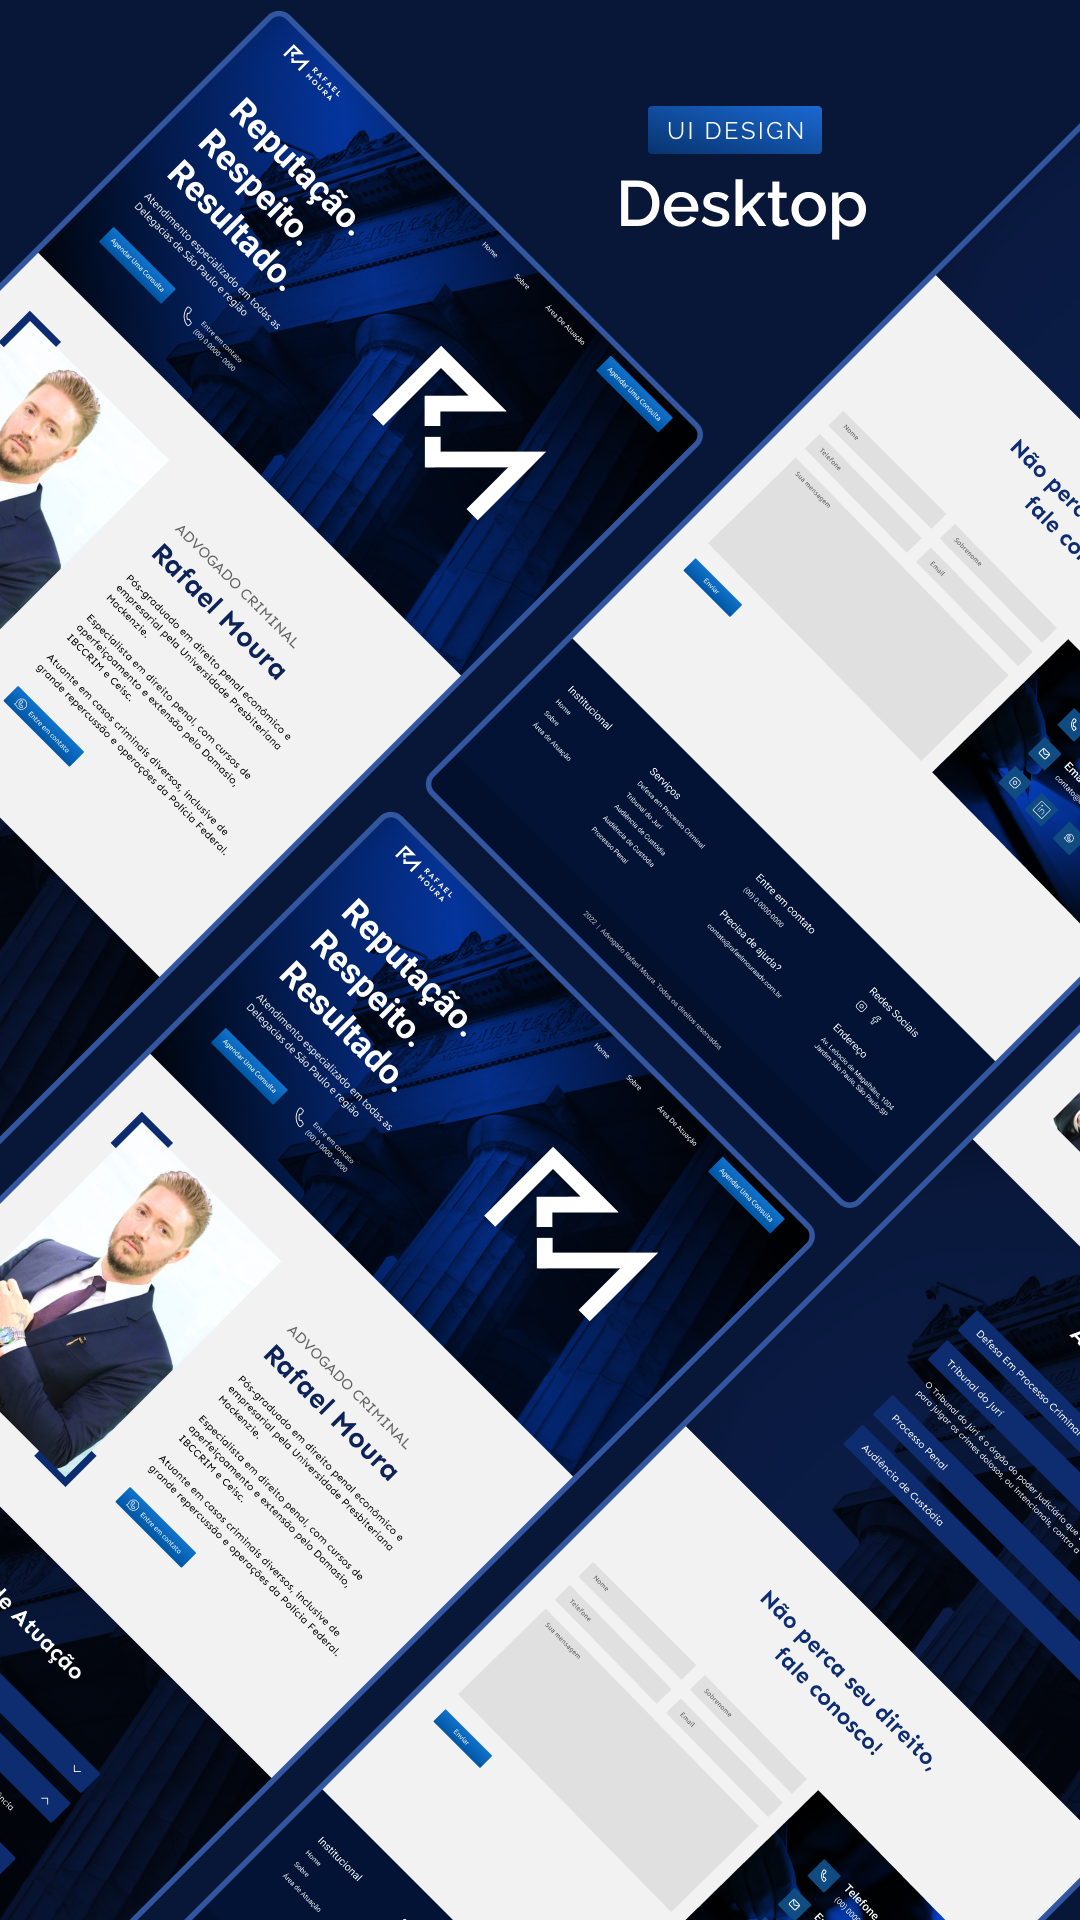 UI DESIGN
Desktop
RAFAEL
MOURA
Home
Sobre
Área De Atuação
Agendar Uma Consulta
Reputação.
Respeito.
Resultado.
Atendimento especializado em todas as
Delegacias de São Paulo e região
Agendar Uma Consulta
Entre em contato
(00) 0 0000 - 0000
ADVOGADO CRIMINAL
Rafael Moura
Pós-graduado em direito penal econômico e
empresarial pela Universidade Presbiteriana
Mackenzie.
Especialista em direito penal, com cursos de
aperfeiçoamento e extensão pelo Damasio,
IBCCRIM e Ceisc.
Atuante em casos criminais diversos, inclusive de
grande repercussão e operações da Polícia Federal.
Entre em contato
Não perca
fale co
Nome
Sobrenome
Telefone
Email
Sua mensagem
Enviar
Ema
contato@
Institucional
Home
Sobre
Área de Atuação
Serviços
Defesa em Processo Criminal
Tribunal do Jurí
Audiência de Custódia
Audiência de Custódia
Processo Penal
Entre em contato
(00) 0 0000-0000
Precisa de ajuda?
contato@rafaelmouraadv.com.br
Redes Sociais
Endereço
Av. Leôncio de Magalhães, 1004
Jardim São Paulo, São Paulo-SP
2022 | Advogado Rafael Moura. Todos os direitos reservados
RAFAEL
MOURA
Home
Sobre
Área De Atuação
Agendar Uma Consulta
Reputação.
Respeito.
Resultado.
Atendimento especializado em todas as
Delegacias de São Paulo e região
Agendar Uma Consulta
Entre em contato
(00) 0 0000 - 0000
ADVOGADO CRIMINAL
Rafael Moura
Pós-graduado em direito penal econômico e
empresarial pela Universidade Presbiteriana
Mackenzie.
Especialista em direito penal, com cursos de
aperfeiçoamento e extensão pelo Damasio,
IBCCRIM e Ceisc.
Atuante em casos criminais diversos, inclusive de
grande repercussão e operações da Polícia Federal.
Entre em contato
de Atuação
ência
A
Defesa Em Processo Criminal
Tribunal do jurí
O Tribunal do júri é o órgão do poder judiciário que
para julgar os crimes dolosos, ou intencionais, contra a
Processo Penal
Audiência de Custódia
Não perca seu direito,
fale conosco!
Nome
Sobrenome
Telefone
Email
Sua mensagem
Enviar
Telefone
(00) 0000
E
Institucional
Home
Sobre
Área de Atuação